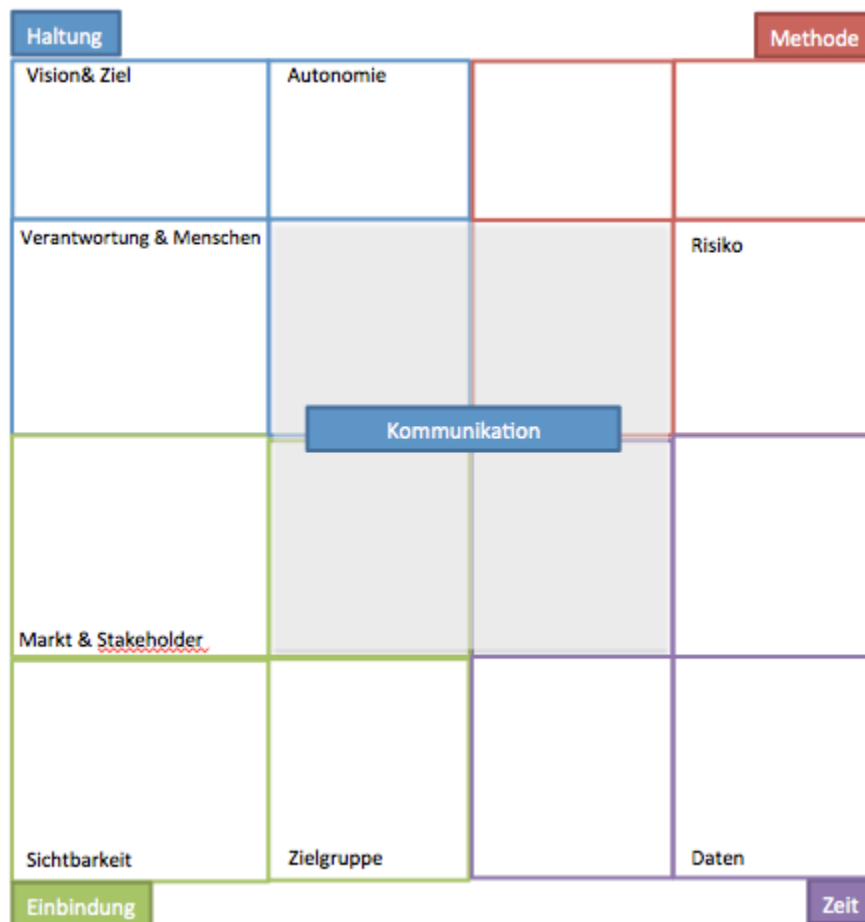 Haltung
Methode
Vision& Ziel
Autonomie
Verantwortung & Menschen
Risiko
Kommunikation
Markt & Stakeholder
Sichtbarkeit
Zielgruppe
Daten
Einbindung
Zeit